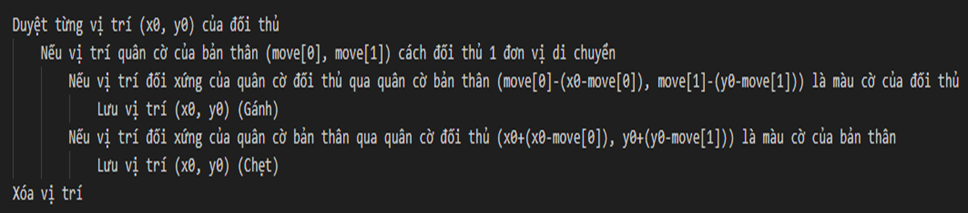 Duyệt từng vị trí (x0, y0) của đối thủ
Nếu vị trí quân cờ của bản thân (move[0], move[1]) cách đối thủ 1 đơn vị di chuyển
Nếu vị trí đối xứng của quân cờ đối thủ qua quân cờ bản thân (move[0]-(x0-move[0]), move[1]-(y0-move[1])) là màu cờ của đối thủ
Lưu vị trí (x0, y0) (Gánh)
Nếu vị trí đối xứng của quân cờ bản thân qua quân cờ đối thủ (x0+(x0-move[0]), y0+(y0-move[1])) là màu cờ của bản thân
Lưu vị trí (x0, y0) (Chẹt)
Xóa vị trí